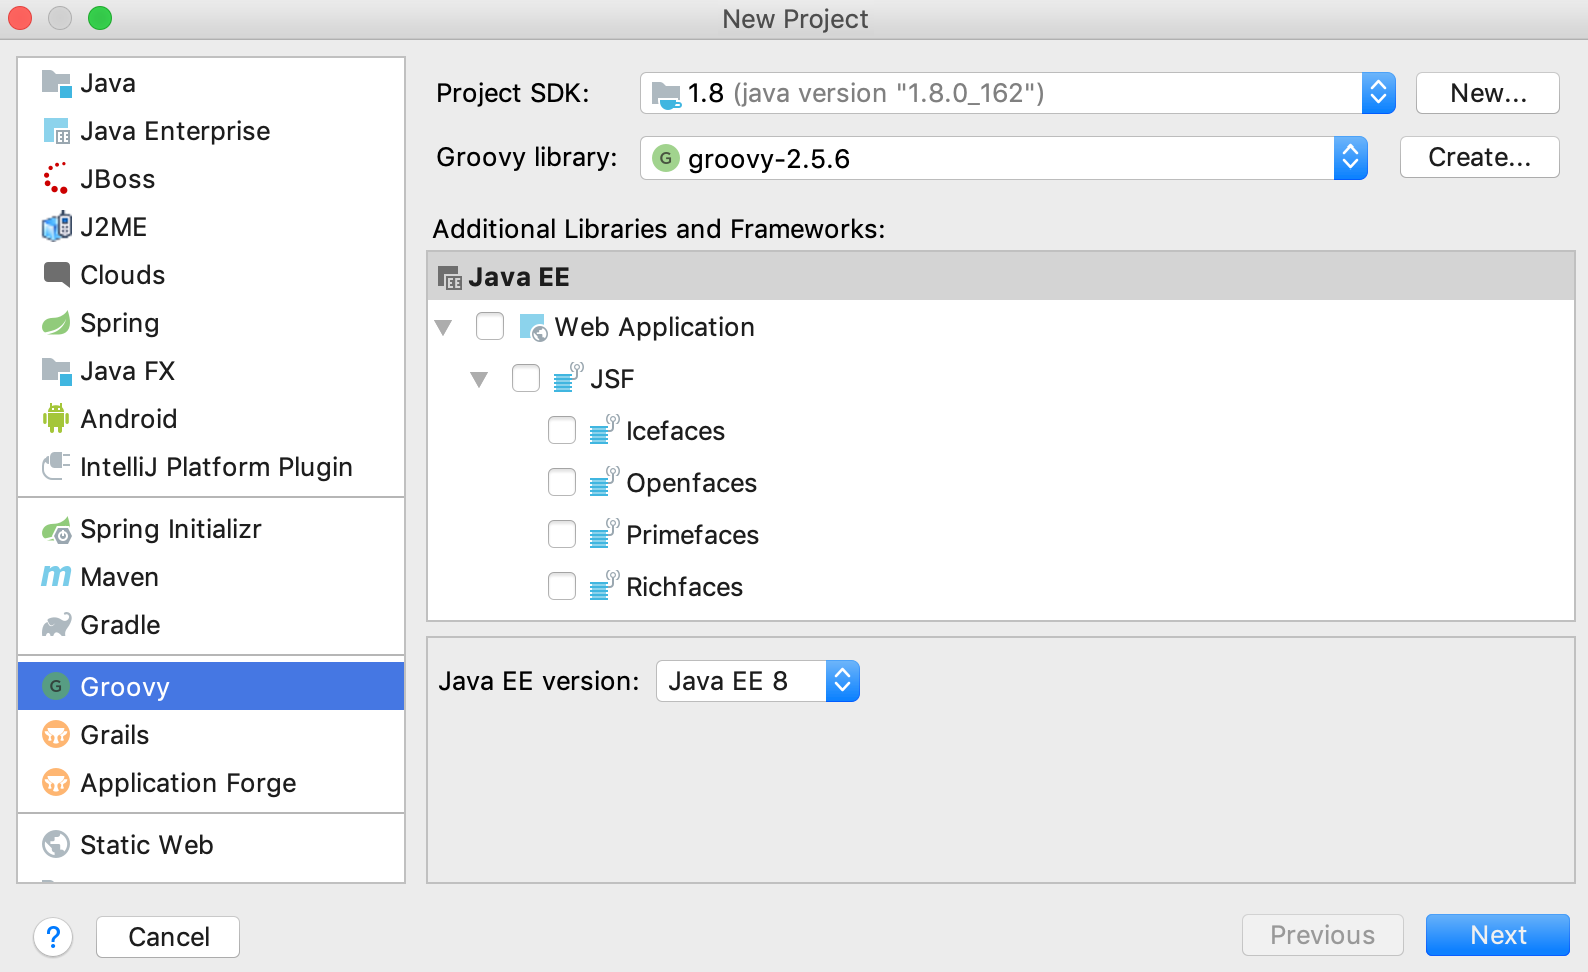 New Project
Java
Java Enterprise
JBoss
J2ME
Clouds
Spring
Java FX
Android
IntelliJ Platform Plugin
Spring Initializr
Maven
Gradle
Groovy
Grails
Application Forge
Static Web
Project SDK: 1.8 (java version "1.8.0_162") New...
Groovy library: G groovy-2.5.6 Create...
Additional Libraries and Frameworks:
Java EE
Web Application
JSF
Icefaces
Openfaces
Primefaces
Richfaces
Java EE version: Java EE 8
? Cancel Previous Next